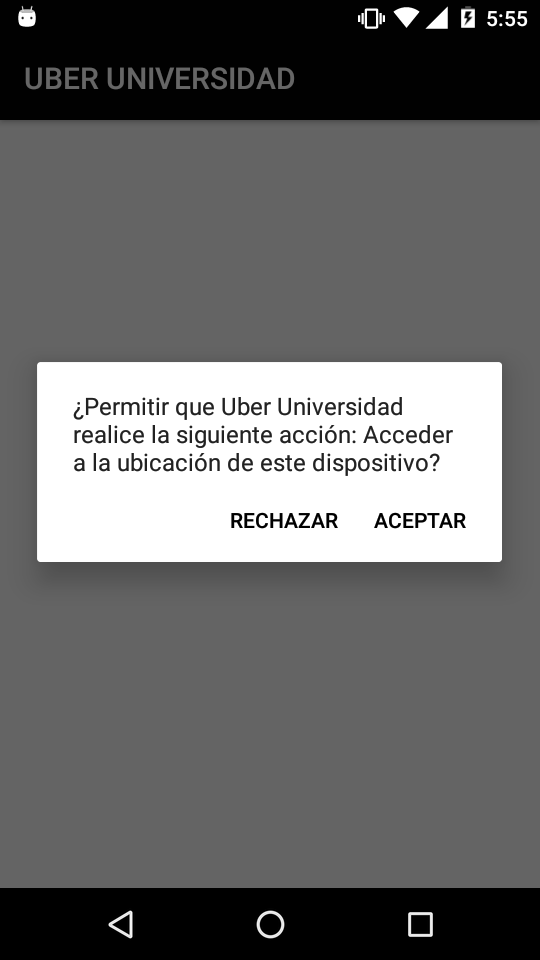 5:55
UBER UNIVERSIDAD
¿Permitir que Uber Universidad
realice la siguiente acción: Acceder
a la ubicación de este dispositivo?
RECHAZAR ACEPTAR